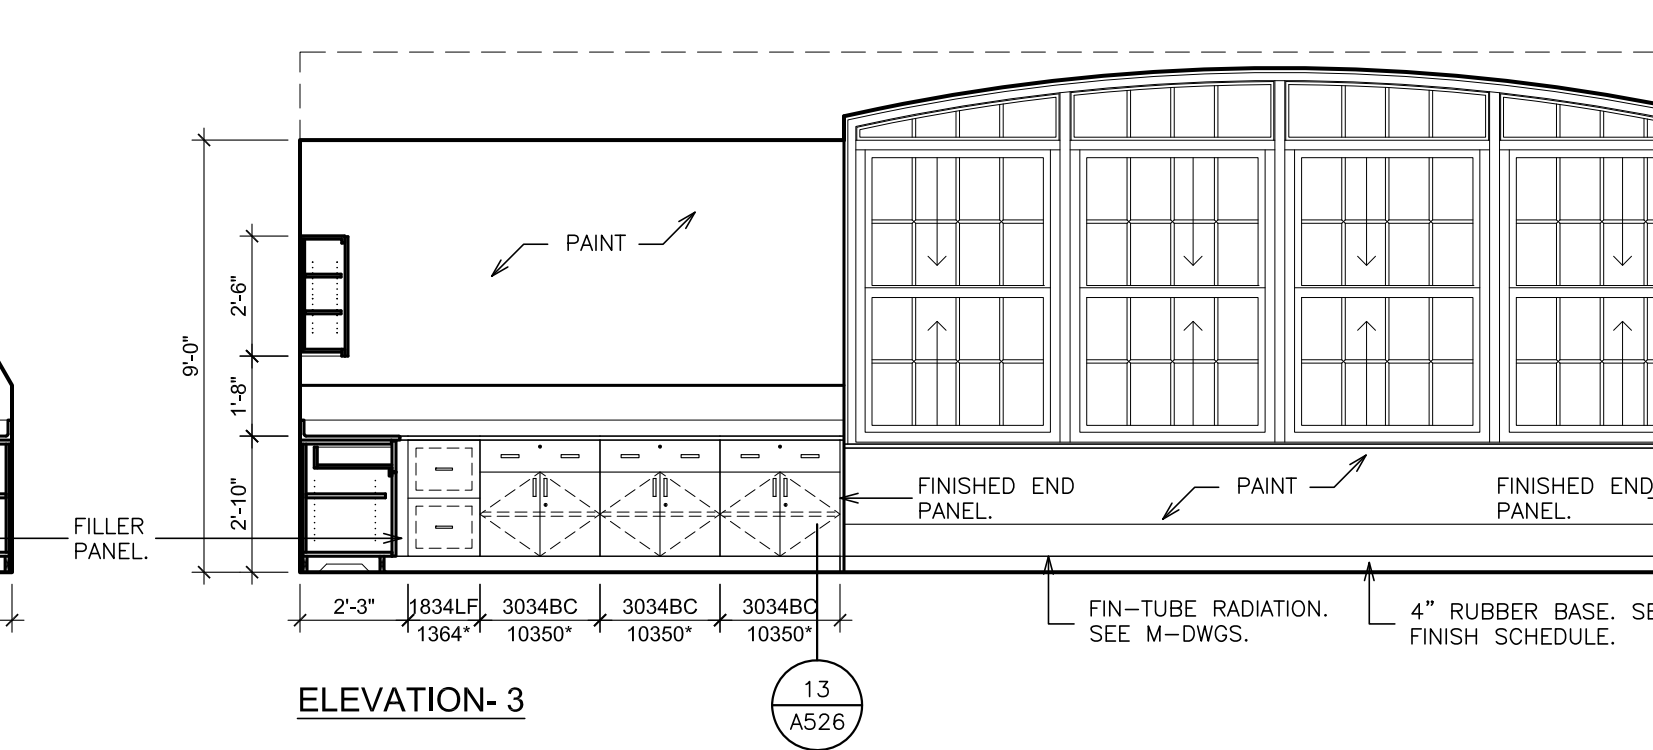 PAINT
2'-6"
9'-0"
1'-8"
2'-10"
FILLER
PANEL.
FINISHED END
PANEL.
PAINT
FINISHED END
PANEL.
2'-3"
1834LF
1364*
3034BC
10350*
3034BC
10350*
3034BC
10350*
FIN-TUBE RADIATION.
SEE M-DWGS.
4" RUBBER BASE. SE
FINISH SCHEDULE.
13
A526
ELEVATION- 3